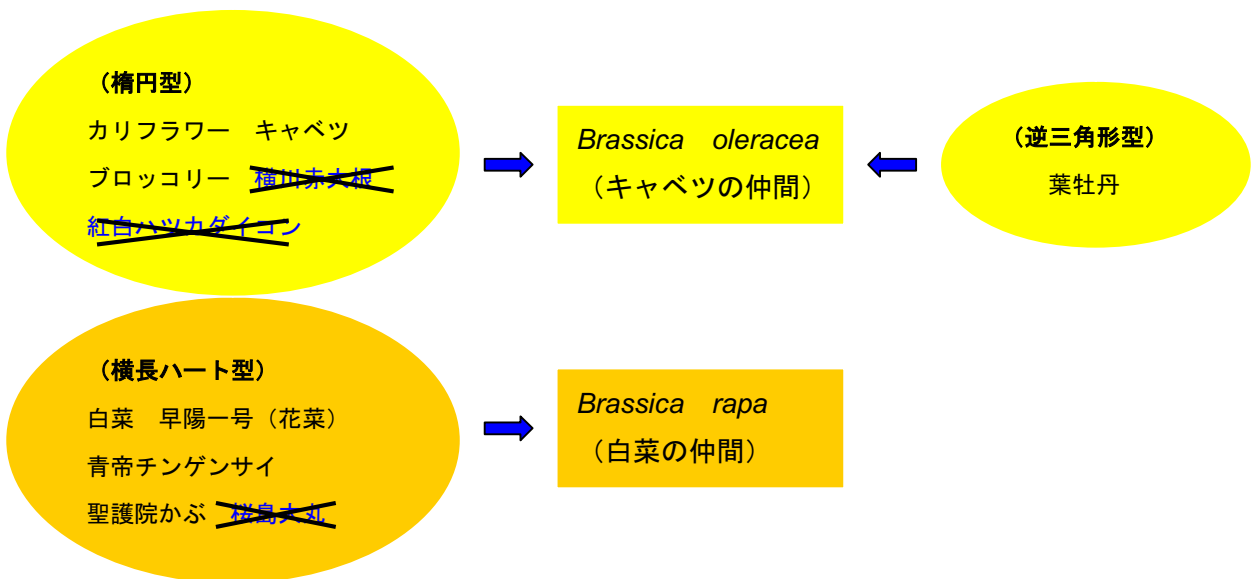 （楕円型）
カリフラワー　キャベツ
ブロッコリー　横川赤大根
紅白ハツカダイコン
Brassica　oleracea
（キャベツの仲間）
（逆三角形型）
葉牡丹
（横長ハート型）
白菜　早陽一号（花菜）
青帝チンゲンサイ
聖護院かぶ　桜島大丸
Brassica　rapa
（白菜の仲間）